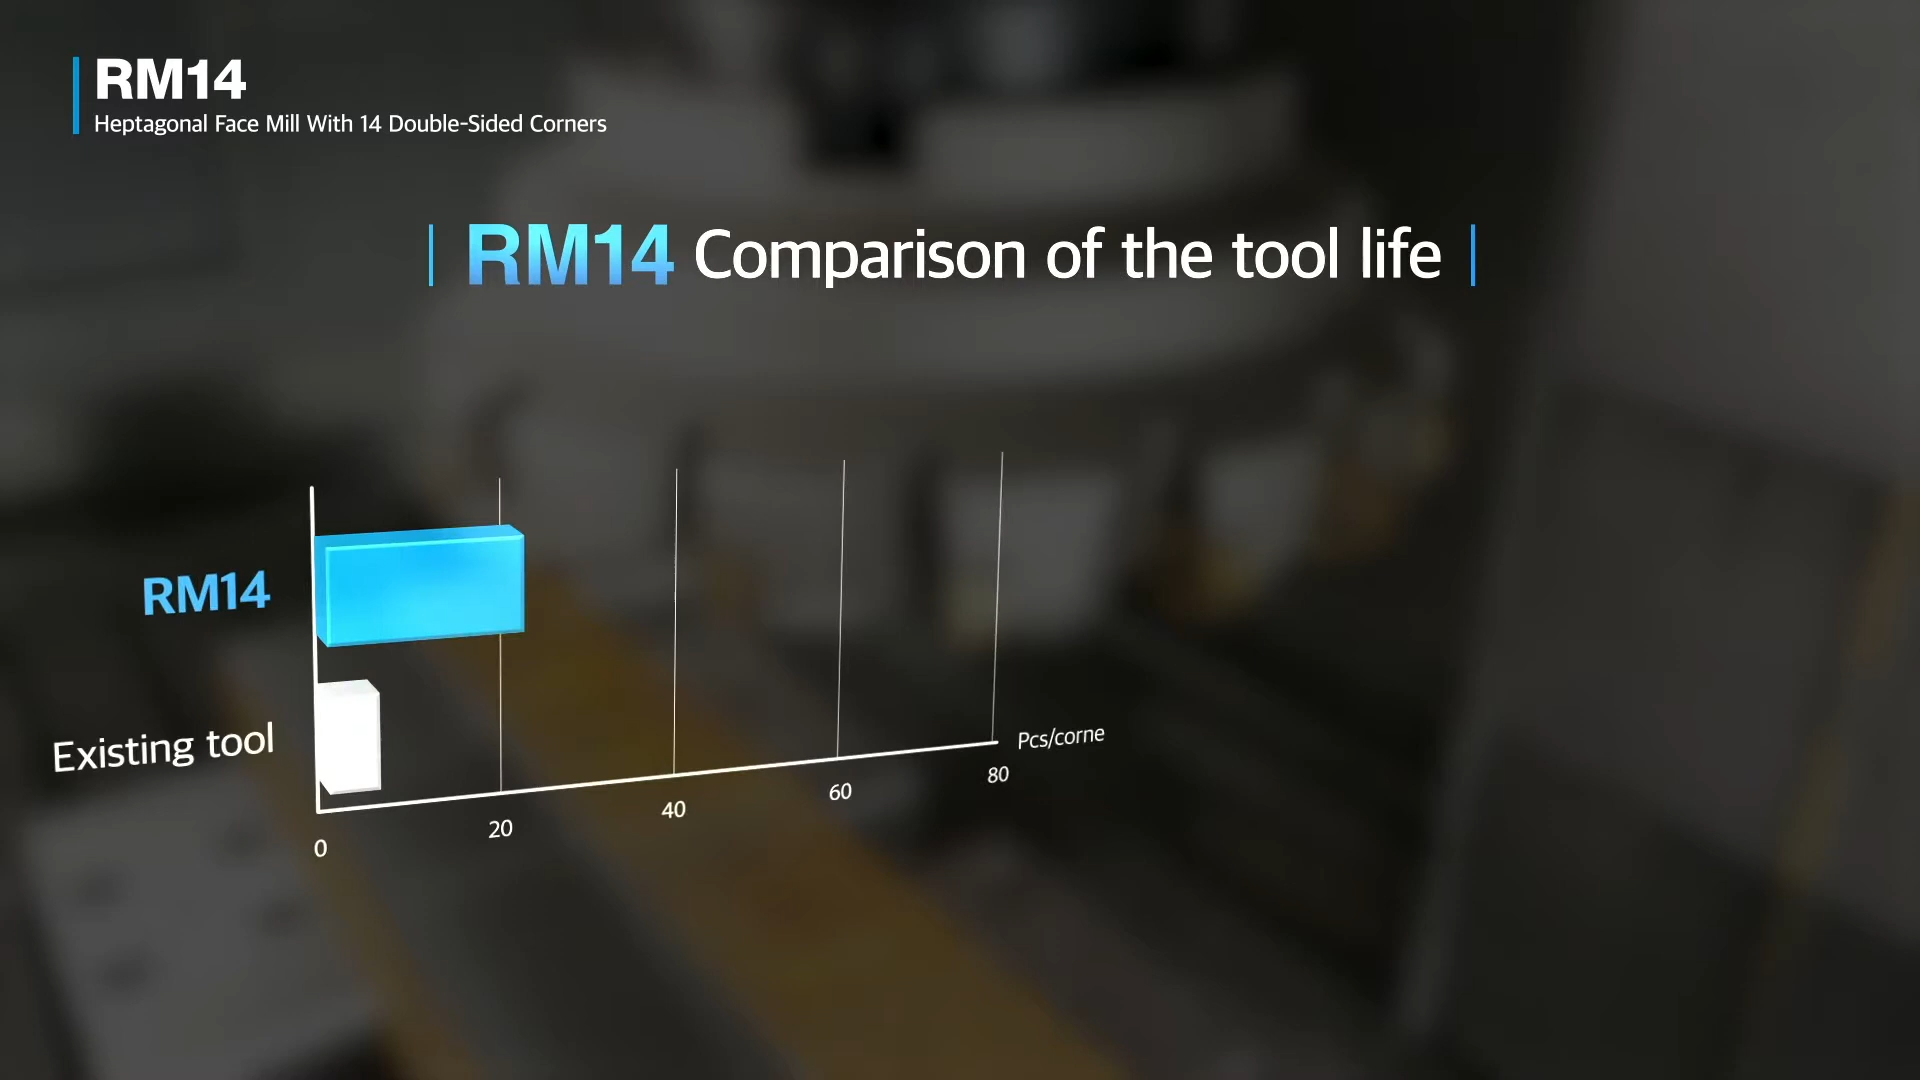 RM14
Heptagonal Face Mill With 14 Double-Sided Corners
RM14 Comparison of the tool life
RM14
Existing tool
0
20
40
60
80
Pcs/corne